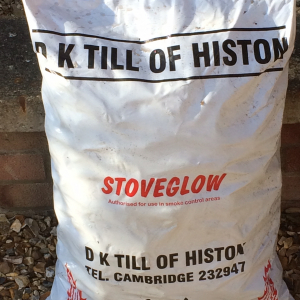 D K TILL OF HISTON
STOVEGLOW
Authorised for use in smoke control areas
D K TILL OF HISTON
TEL. CAMBRIDGE 232947